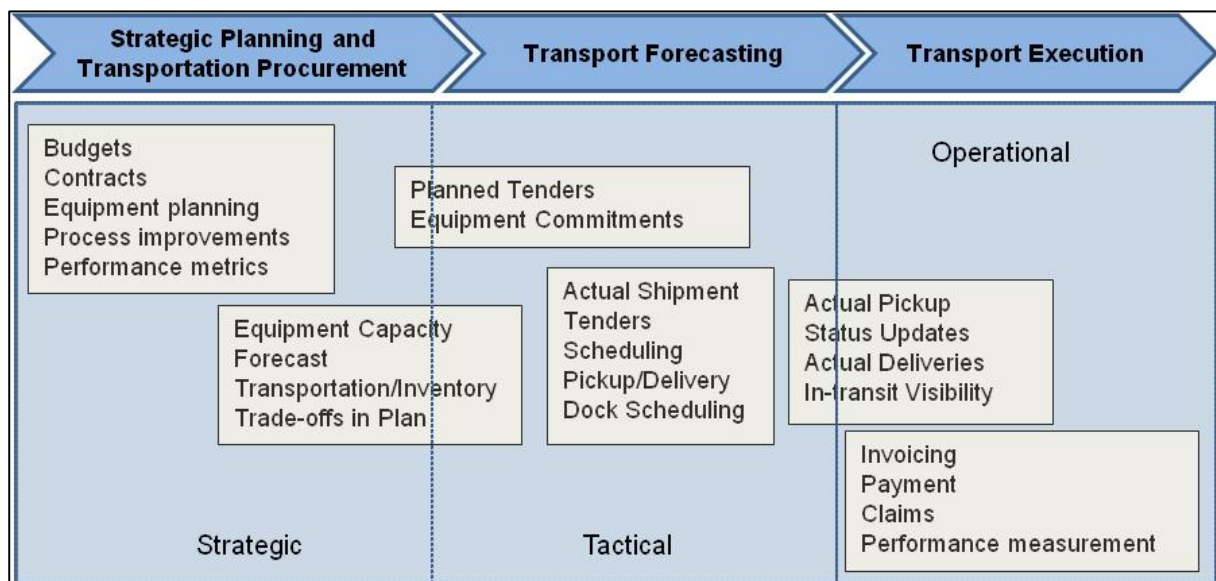 Strategic Planning and
Transportation Procurement
Transport Forecasting
Transport Execution
Budgets
Contracts
Equipment planning
Process improvements
Performance metrics
Planned Tenders
Equipment Commitments
Operational
Equipment Capacity
Forecast
Transportation/Inventory
Trade-offs in Plan
Actual Shipment
Tenders
Scheduling
Pickup/Delivery
Dock Scheduling
Actual Pickup
Status Updates
Actual Deliveries
In-transit Visibility
Invoicing
Payment
Claims
Performance measurement
Strategic
Tactical